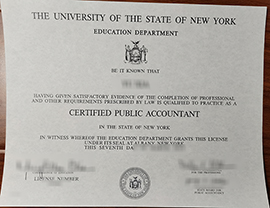 THE UNIVERSITY OF THE STATE OF NEW YORK
EDUCATION DEPARTMENT
BE IT KNOWN THAT
HAVING GIVEN SATISFACTORY EVIDENCE OF THE COMPLETION OF PROFESSIONAL
AND OTHER REQUIREMENTS PRESCRIBED BY LAW IS QUALIFIED TO PRACTICE AS A
CERTIFIED PUBLIC ACCOUNTANT
IN THE STATE OF NEW YORK
IN WITNESS WHEREOF THE EDUCATION DEPARTMENT GRANTS THIS LICENSE
UNDER ITS SEAL AT ALBANY, NEW YORK
THIS SEVENTH DA
LICENSE NUMBER